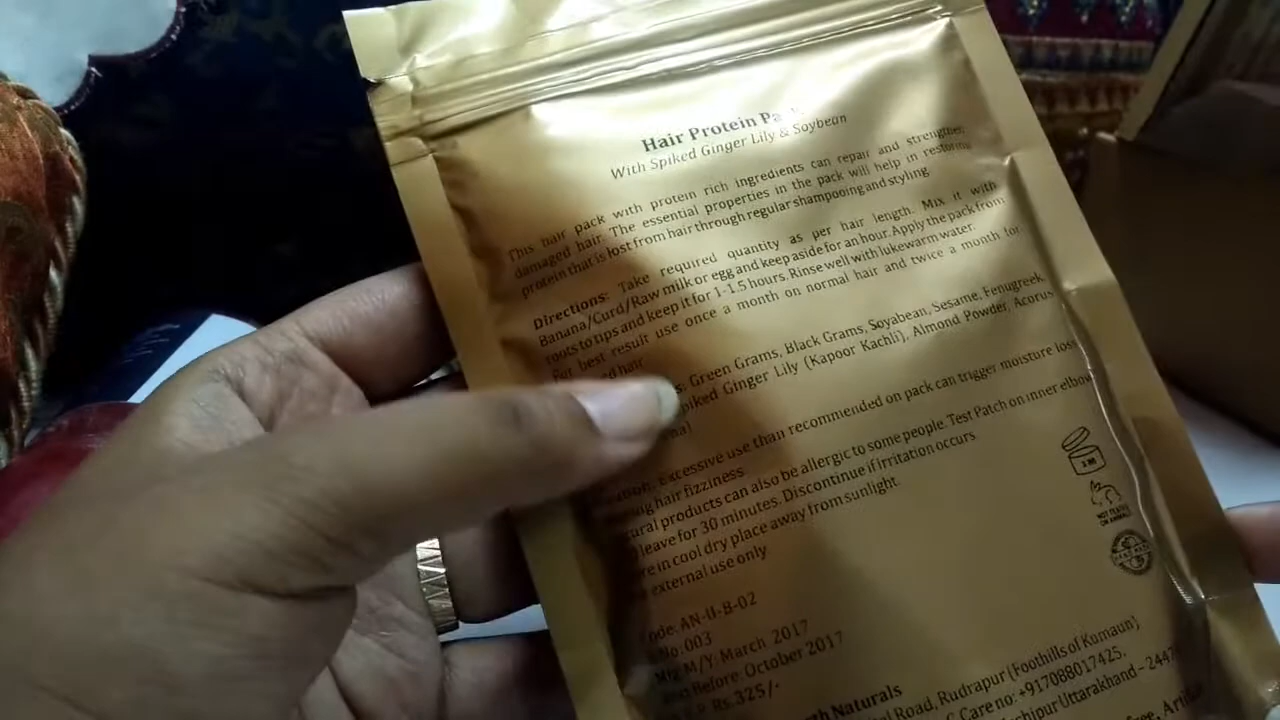 Hair Protein
With Spiked Ginger Lily & Soybean
This hair pack with protein rich ingredients can repair and strengthen
damaged hair. The essential properties in the pack will help in restoring
protein that is lost from hair through regular shampooing and styling.
Directions: Take required quantity as per hair length. Mix it with
Banana/Curd/Raw milk or egg and keep aside for an hour. Apply the pack from
roots to tips and keep it for 1-1.5 hours. Rinse well with lukewarm water.
For best result use once a month on normal hair and twice a month for
hair
Green Grams, Black Grams, Soyabean, Sesame, Fenugreek,
Spiked Ginger Lily (Kapoor Kachli), Almond Powder, Acorus
Excessive use than recommended on pack can trigger moisture loss
hair fizziness
products can also be allergic to some people. Test Patch on inner elbow
leave for 30 minutes. Discontinue if irritation occurs
in cool dry place away from sunlight.
external use only
AN-U-B-02
No: 003
Mfg M/Y: March 2017
Before: October 2017
Rs. 325/-
Naturals
Road, Rudrapur (Foothills of Kumaun)
C.Care no: +917088017425,
Uttarakhand – 2447
3M
NOT TESTED
ON ANIMALS